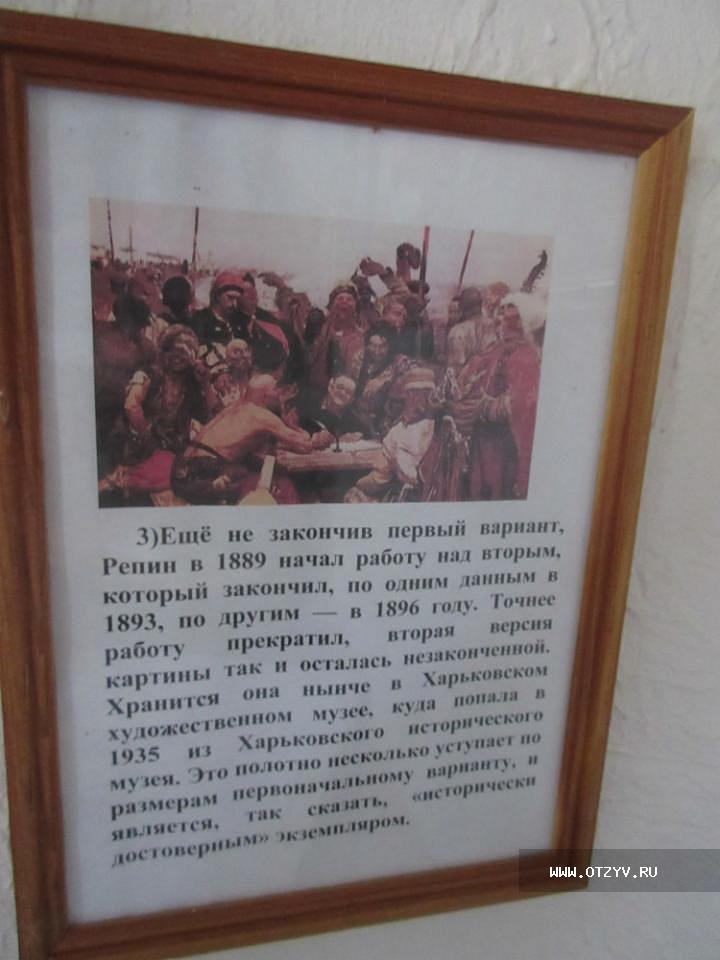 3)Ещё не закончив первый вариант,
Репин в 1889 начал работу над вторым,
который закончил, по одним данным в
1893, по другим — в 1896 году. Точнее
работу прекратил, вторая версия
картины так и осталась незаконченной.
Хранится она нынче в Харьковском
художественном музее, куда попала в
1935 из Харьковского исторического
музея. Это полотно несколько уступает по
размерам первоначальному варианту, и
является, так сказать, «исторически
достоверным» экземпляром.
WWW.OTZYV.RU